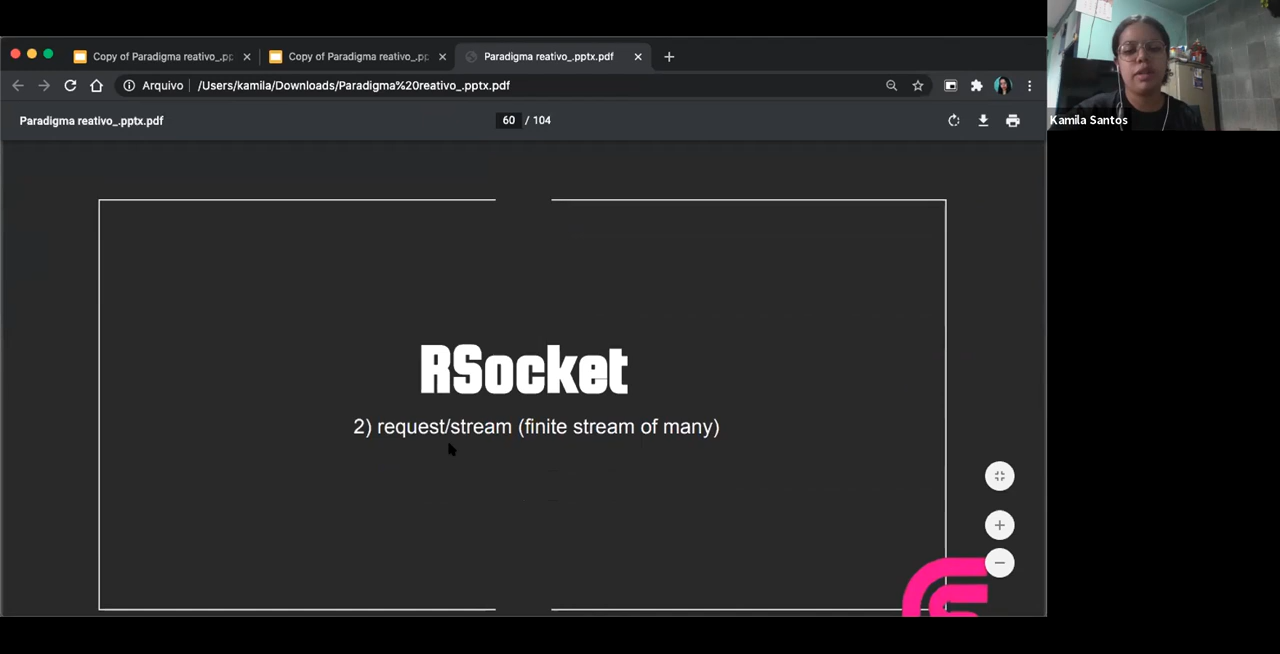 Copy of Paradigma reativo_.pp
Copy of Paradigma reativo_.pp
Paradigma reativo_.pptx.pdf
Arquivo
/Users/kamila/Downloads/Paradigma%20reativo_.pptx.pdf
Paradigma reativo_.pptx.pdf
60 / 104
RSocket
2) request/stream (finite stream of many)
Kamila Santos